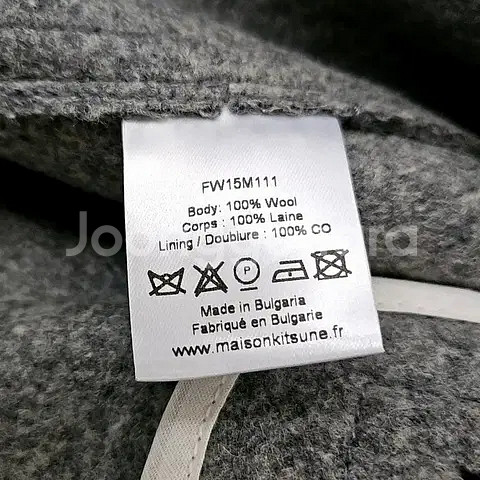 FW15M111
Body: 100% Wool
Corps : 100% Laine
Lining / Doublure : 100% CO
P
Made in Bulgaria
Fabriqué en Bulgarie
www.maisonkitsune.fr